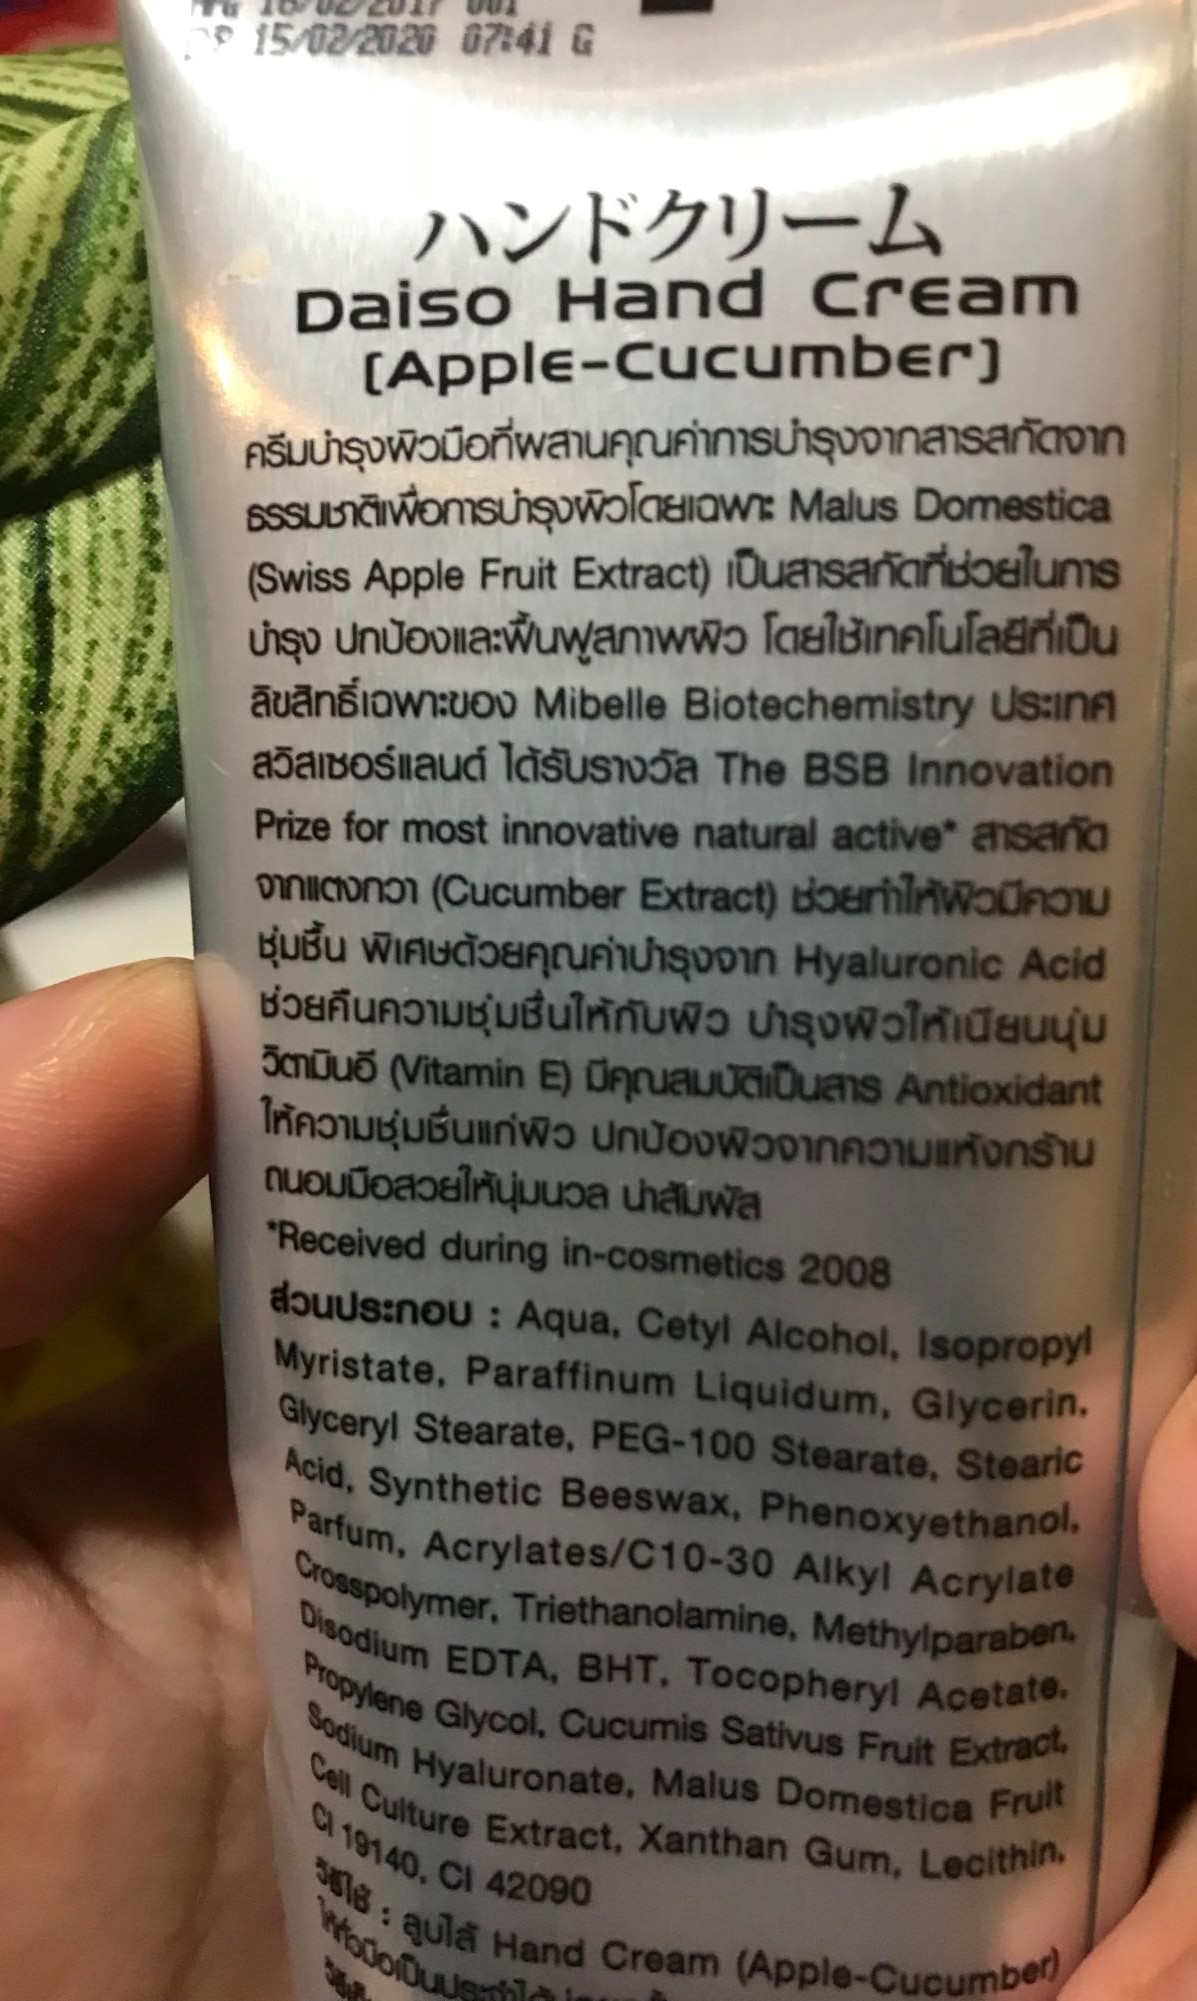 MFG 16/02/2017 001
EXP 15/02/2020 07:41 G
ハンドクリーム
Daiso Hand Cream
(Apple-Cucumber)
ครีมบำรุงผิวมือที่ผสานคุณค่าการบำรุงจากสารสกัดจาก
ธรรมชาติเพื่อการบำรุงผิวโดยเฉพาะ Malus Domestica
(Swiss Apple Fruit Extract) เป็นสารสกัดที่ช่วยในการ
บำรุง ปกป้องและฟื้นฟูสภาพผิว โดยใช้เทคโนโลยีที่เป็น
ลิขสิทธิ์เฉพาะของ Mibelle Biotechemistry ประเทศ
สวิสเซอร์แลนด์ ได้รับรางวัล The BSB Innovation
Prize for most innovative natural active* สารสกัด
จากแตงกวา (Cucumber Extract) ช่วยทำให้ผิวมีความ
ชุ่มชื้น พิเศษด้วยคุณค่าบำรุงจาก Hyaluronic Acid
ช่วยคืนความชุ่มชื่นให้กับผิว บำรุงผิวให้เนียนนุ่ม
วิตามินอี (Vitamin E) มีคุณสมบัติเป็นสาร Antioxidant
ให้ความชุ่มชื่นแก่ผิว ปกป้องผิวจากความแห้งกร้าน
ถนอมมือสวยให้นุ่มนวล น่าสัมผัส
*Received during in-cosmetics 2008
ส่วนประกอบ : Aqua, Cetyl Alcohol, Isopropyl
Myristate, Paraffinum Liquidum, Glycerin,
Glyceryl Stearate, PEG-100 Stearate, Stearic
Acid, Synthetic Beeswax, Phenoxyethanol,
Parfum, Acrylates/C10-30 Alkyl Acrylate
Crosspolymer, Triethanolamine, Methylparaben,
Disodium EDTA, BHT, Tocopheryl Acetate,
Propylene Glycol, Cucumis Sativus Fruit Extract,
Sodium Hyaluronate, Malus Domestica Fruit
Cell Culture Extract, Xanthan Gum, Lecithin,
CI 19140, CI 42090
วิธีใช้ : ลูบไล้ Hand Cream (Apple-Cucumber)
ให้ทั่วมือเป็นประจำ